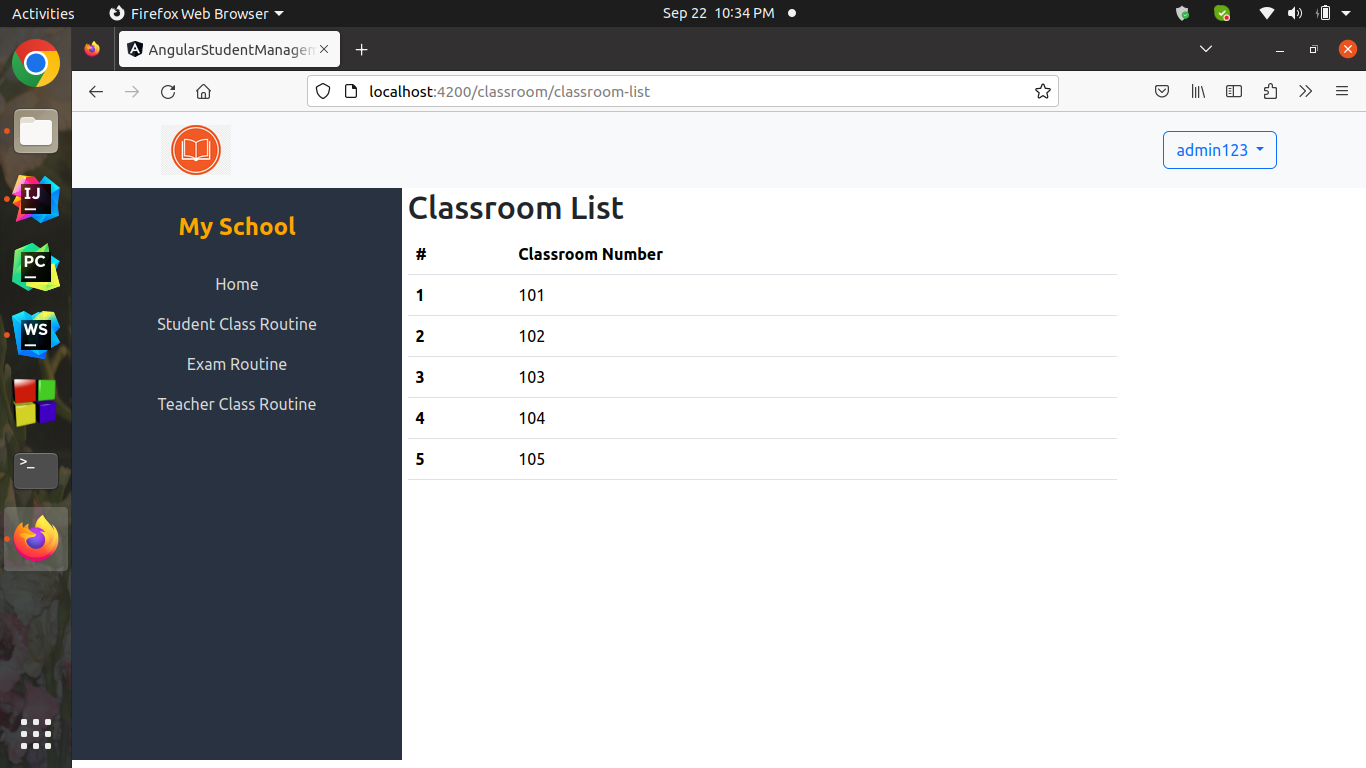 Activities Firefox Web Browser Sep 22 10:34 PM
AngularStudentManagem
localhost:4200/classroom/classroom-list
admin123
My School
Home
Student Class Routine
Exam Routine
Teacher Class Routine
Classroom List
# Classroom Number
1 101
2 102
3 103
4 104
5 105
IJ
PC
WS
>_